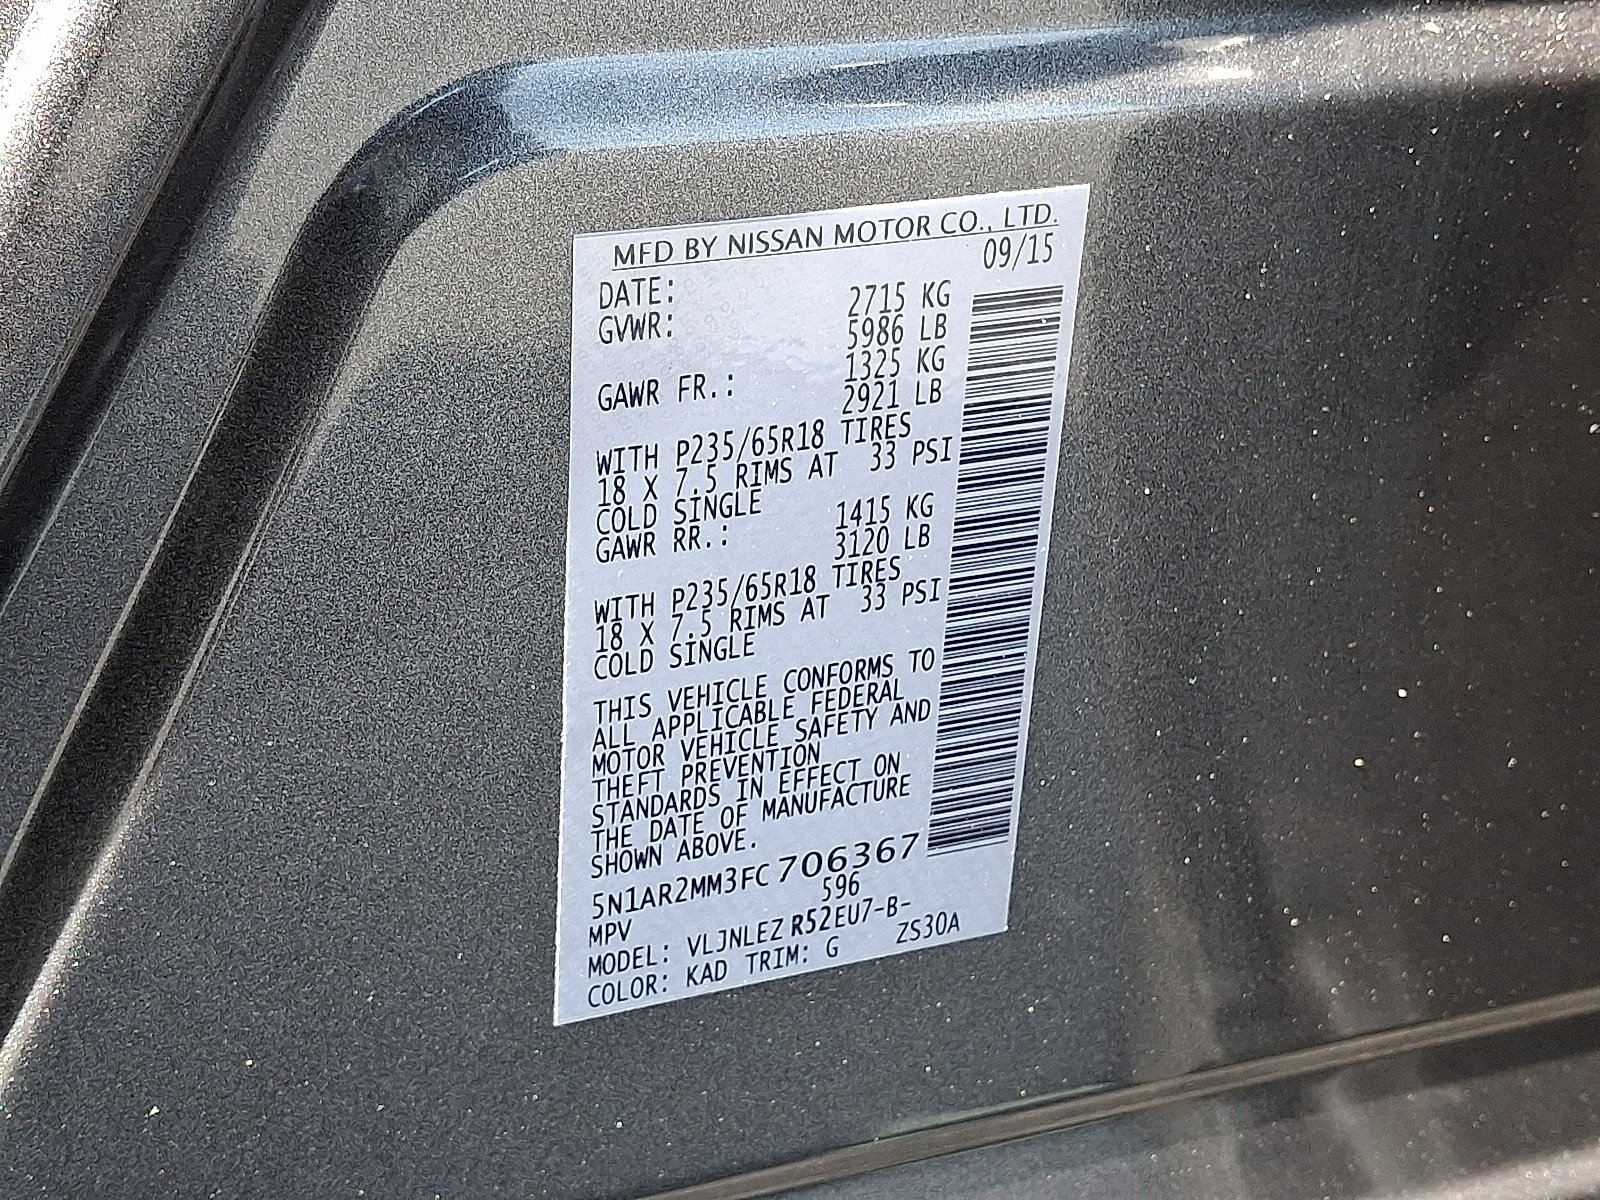 MFD BY NISSAN MOTOR CO., LTD.
DATE: 09/15
GVWR: 2715 KG
5986 LB
GAWR FR.: 1325 KG
2921 LB
WITH P235/65R18 TIRES
18 X 7.5 RIMS AT 33 PSI
COLD SINGLE
GAWR RR.: 1415 KG
3120 LB
WITH P235/65R18 TIRES
18 X 7.5 RIMS AT 33 PSI
COLD SINGLE
THIS VEHICLE CONFORMS TO
ALL APPLICABLE FEDERAL
MOTOR VEHICLE SAFETY AND
THEFT PREVENTION
STANDARDS IN EFFECT ON
THE DATE OF MANUFACTURE
SHOWN ABOVE.
5N1AR2MM3FC706367
MPV 596
MODEL: VLJNLEZ R52EU7-B-
COLOR: KAD TRIM: G ZS30A